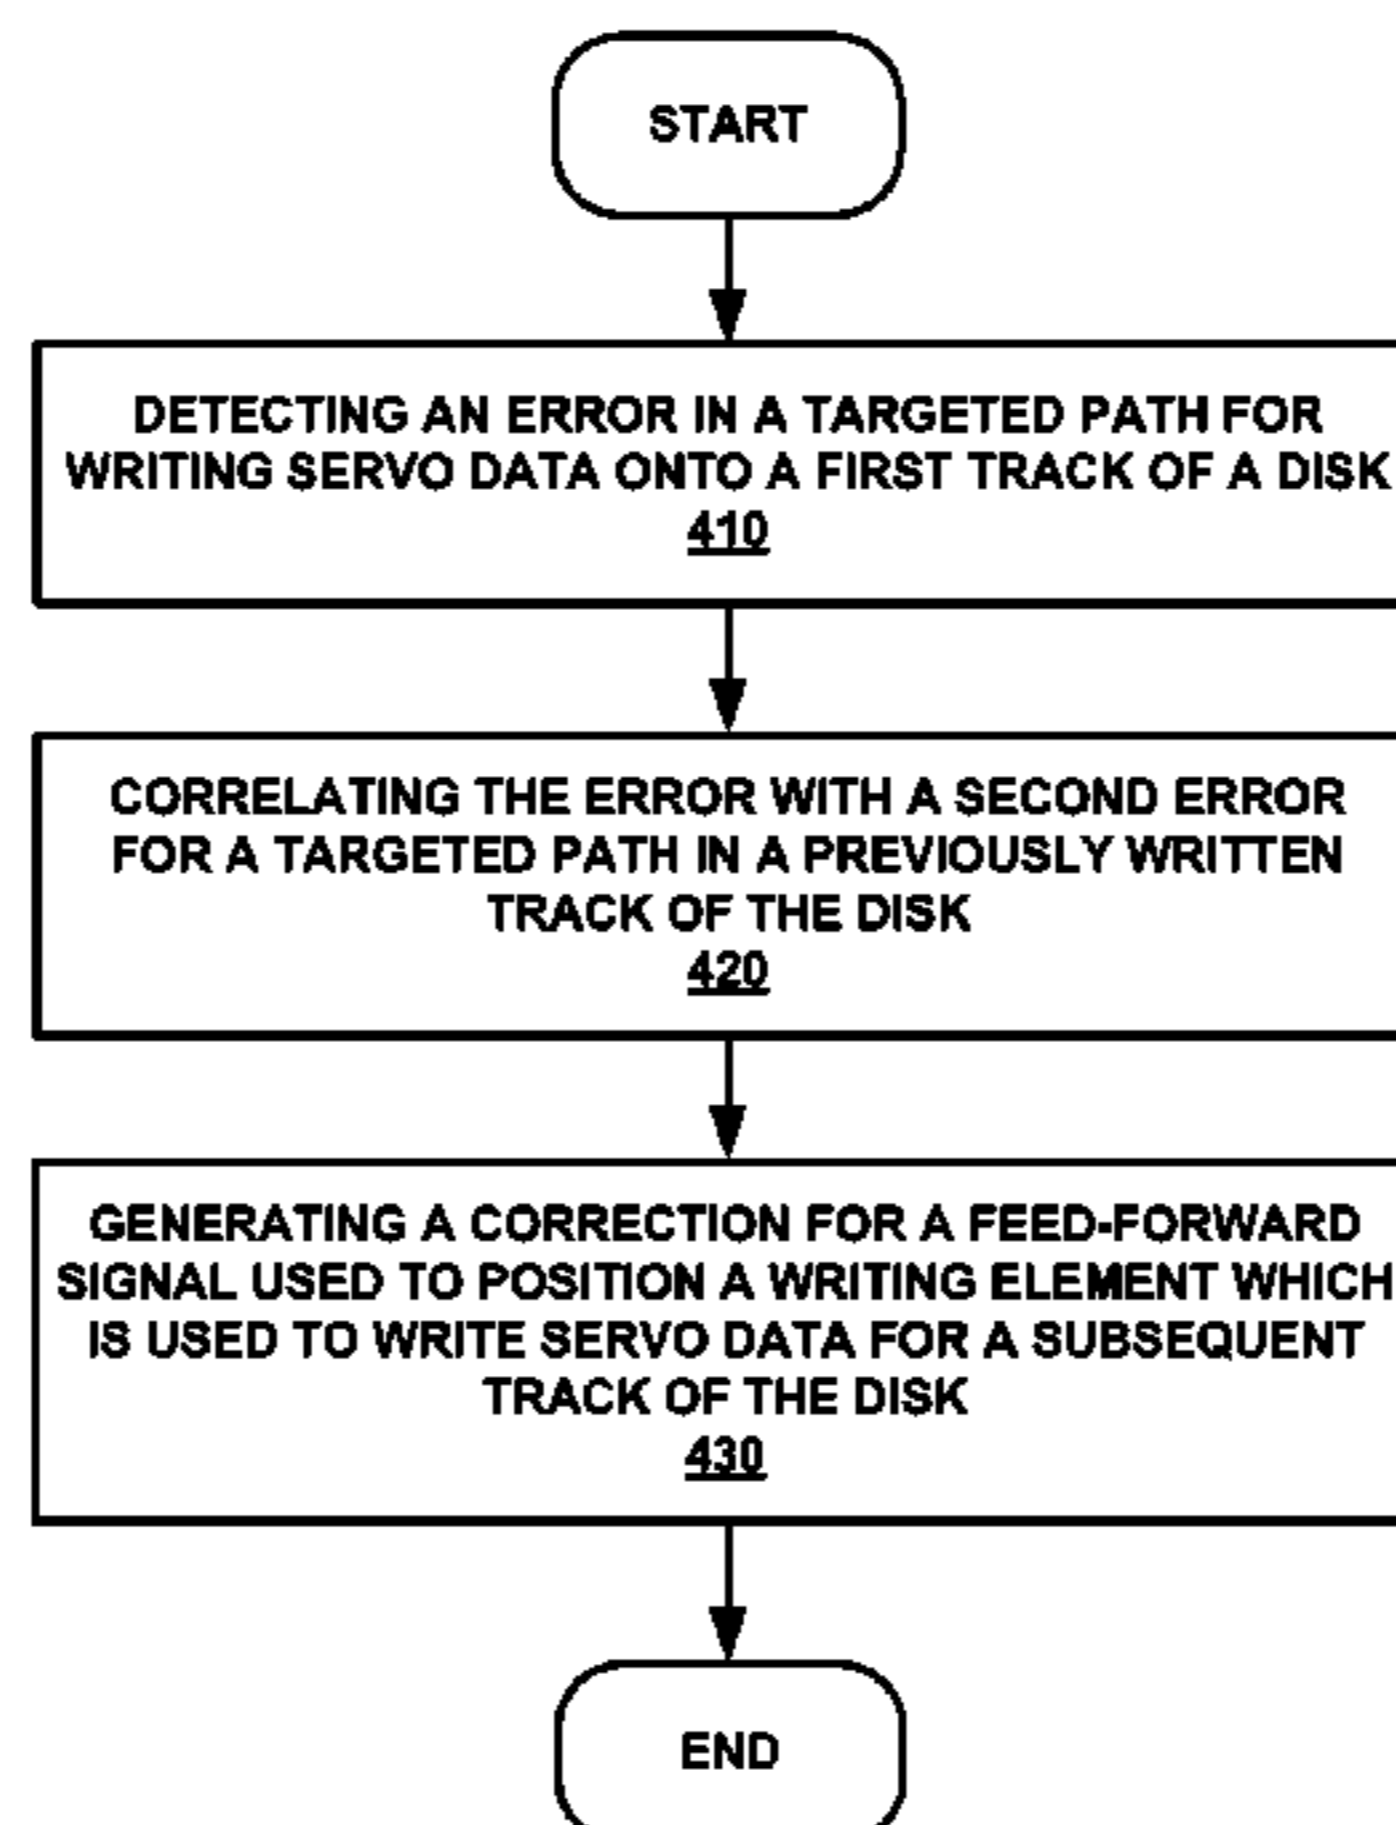 START
DETECTING AN ERROR IN A TARGETED PATH FOR
WRITING SERVO DATA ONTO A FIRST TRACK OF A DISK
410
CORRELATING THE ERROR WITH A SECOND ERROR
FOR A TARGETED PATH IN A PREVIOUSLY WRITTEN
TRACK OF THE DISK
420
GENERATING A CORRECTION FOR A FEED-FORWARD
SIGNAL USED TO POSITION A WRITING ELEMENT WHICH
IS USED TO WRITE SERVO DATA FOR A SUBSEQUENT
TRACK OF THE DISK
430
END